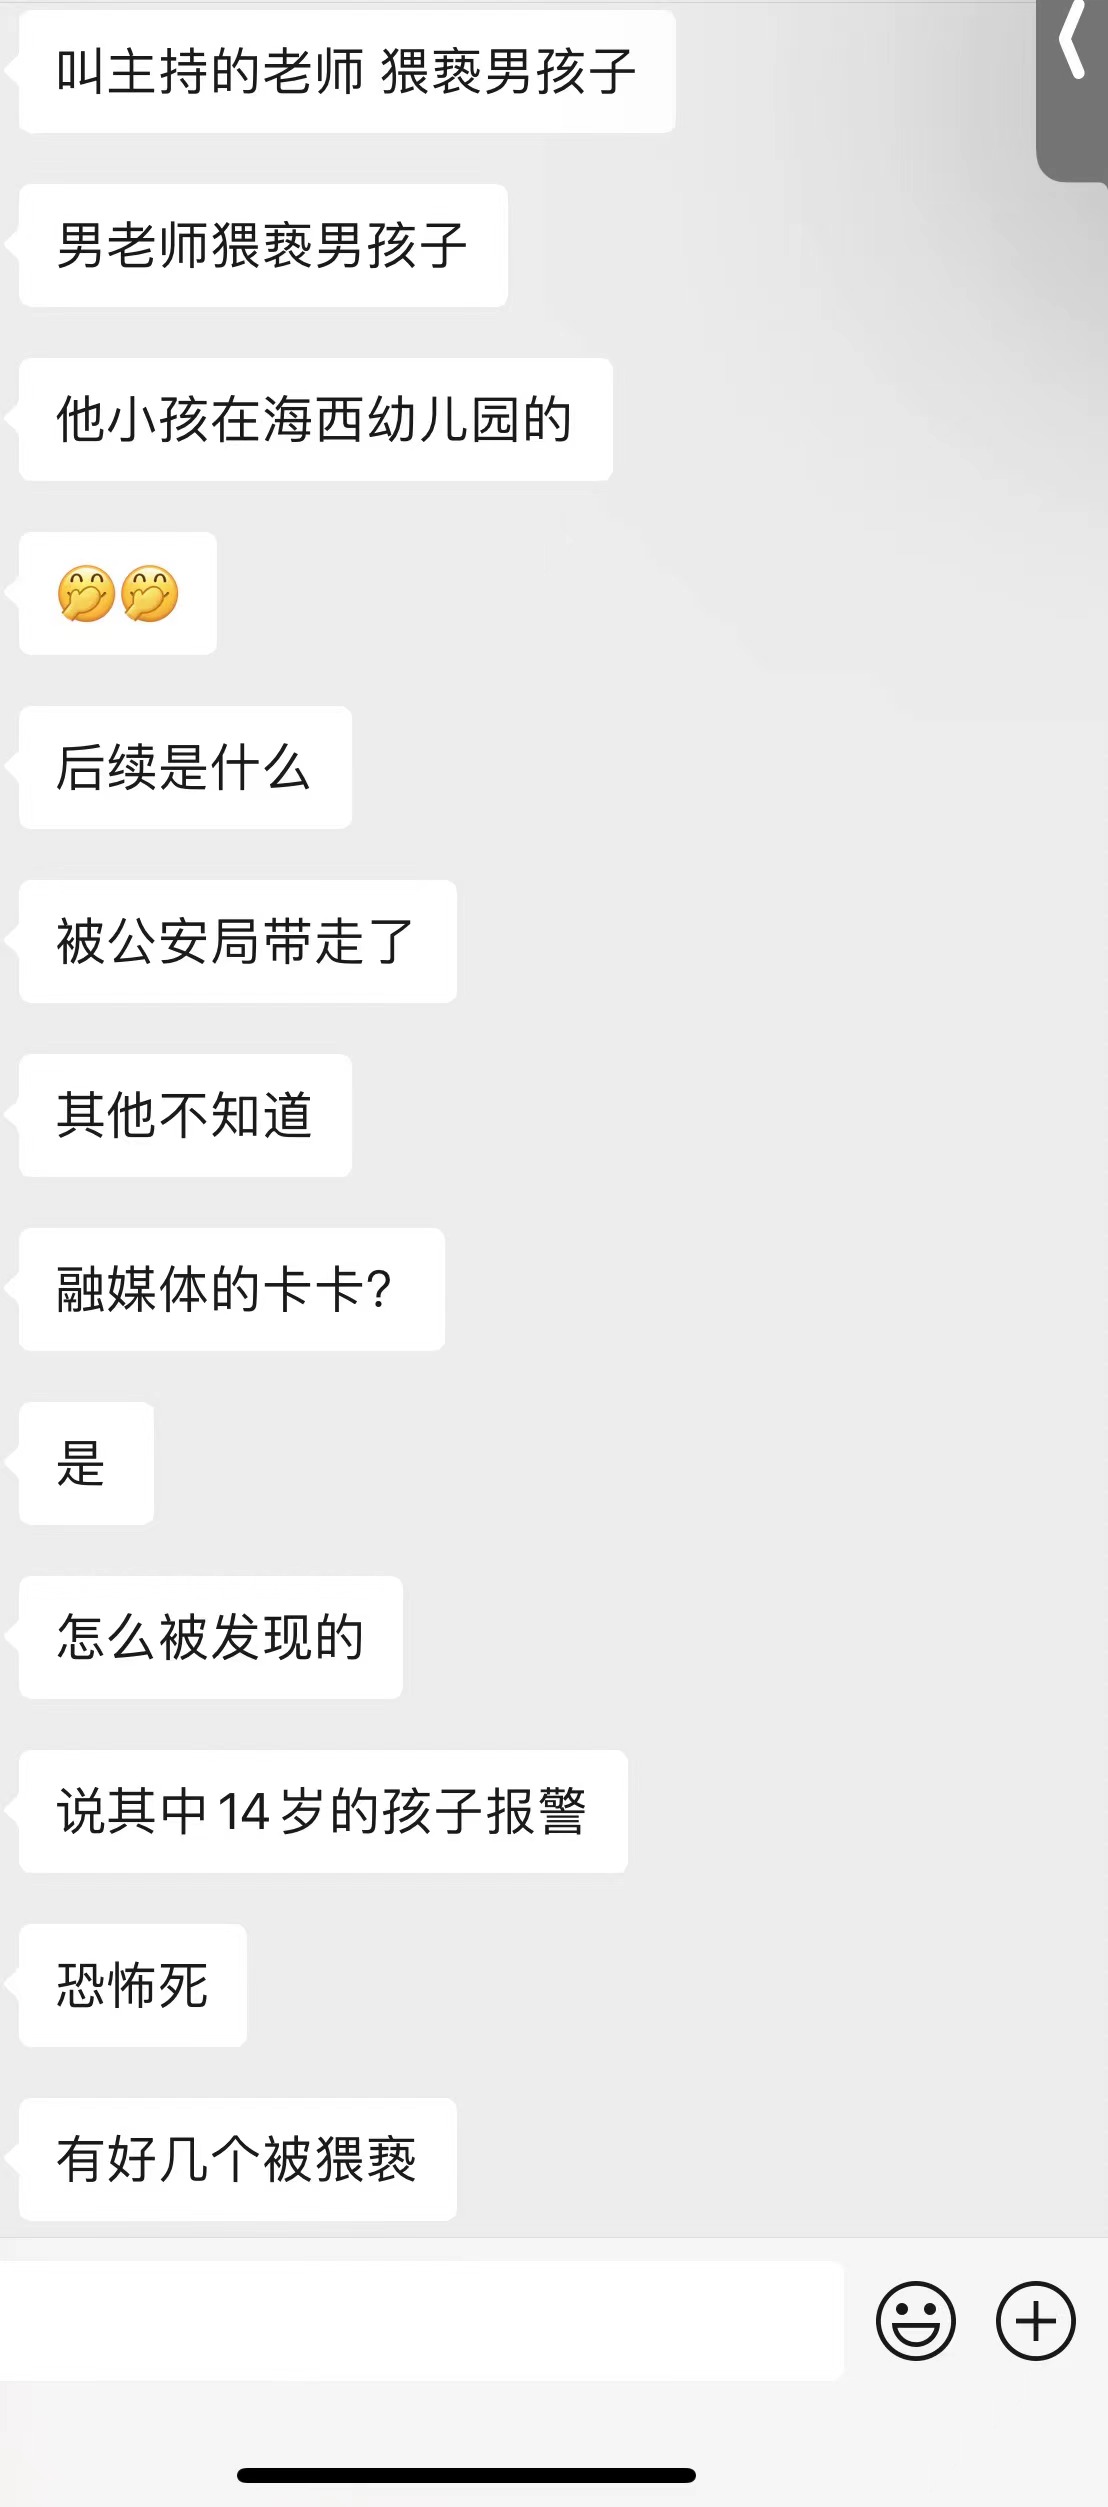 叫主持的老师 猥亵男孩子
男老师猥亵男孩子
他小孩在海西幼儿园的
🤭🤭
后续是什么
被公安局带走了
其他不知道
融媒体的卡卡?
是
怎么被发现的
说其中14岁的孩子报警
恐怖死
有好几个被猥亵